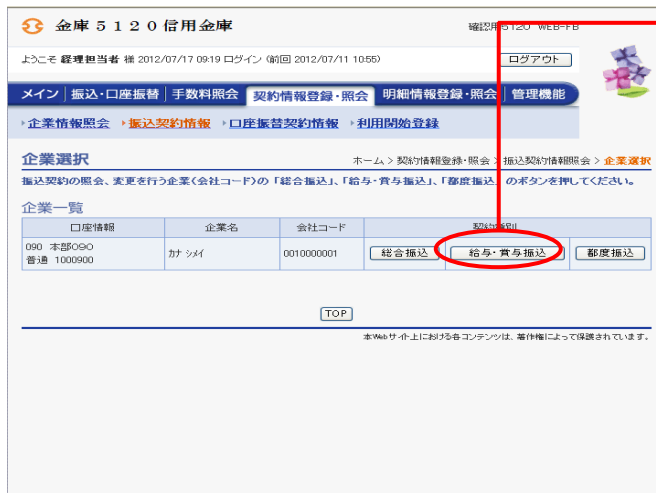 金庫５１２０信用金庫
確認用5120 WEB-FB
ようこそ 経理担当者 様 2012/07/17 09:19 ログイン (前回 2012/07/11 10:55)
ログアウト
メイン 振込・口座振替 手数料照会 契約情報登録・照会 明細情報登録・照会 管理機能
企業情報照会 振込契約情報 口座振替契約情報 利用開始登録
企業選択
ホーム > 契約情報登録・照会 > 振込契約情報照会 > 企業選択
振込契約の照会、変更を行う企業(会社コード)の「総合振込」、「給与・賞与振込」、「都度振込」のボタンを押してください。
企業一覧
口座情報 企業名 会社コード 契約種別
090 本部090
普通 1000900
カナ シメイ 0010000001 総合振込 給与・賞与振込 都度振込
TOP
本Webサイト上における各コンテンツは、著作権によって保護されています。